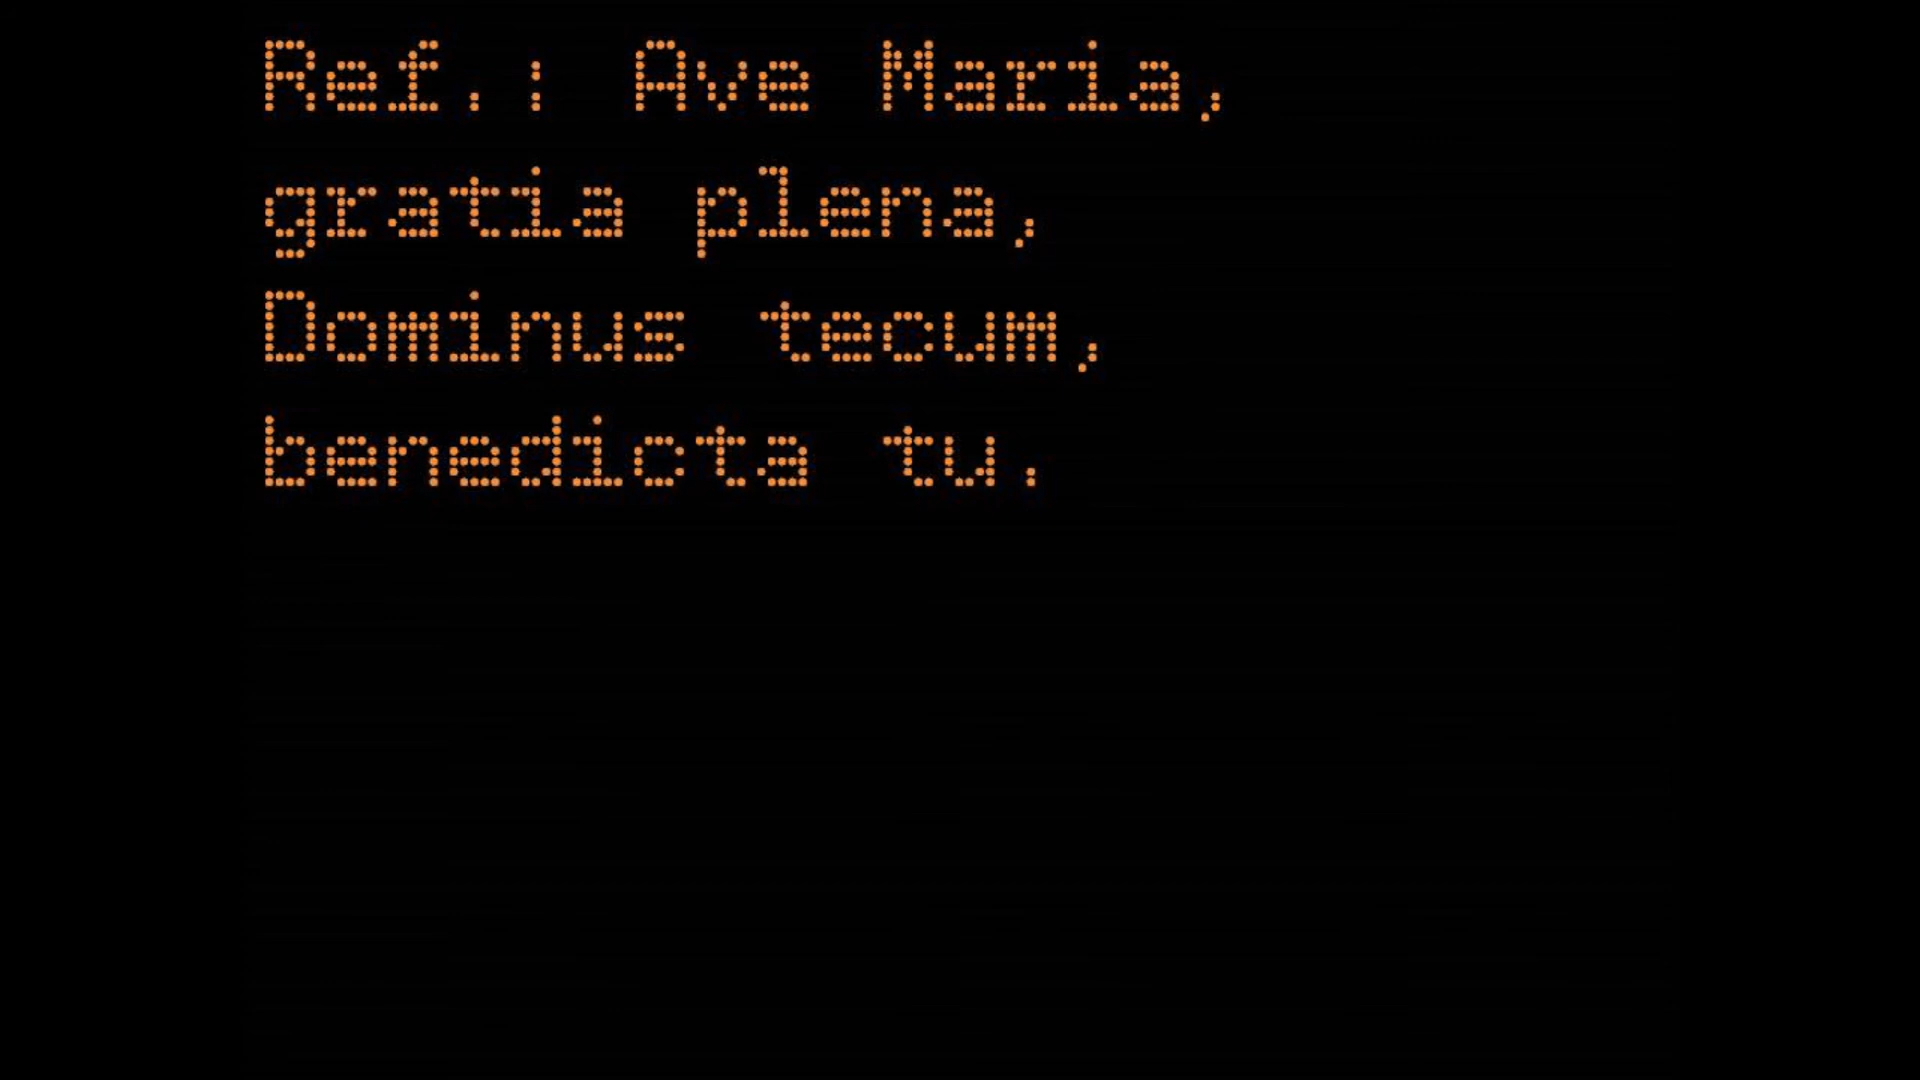 Ref.: Ave Maria,
gratia plena,
Dominus tecum,
benedicta tu.